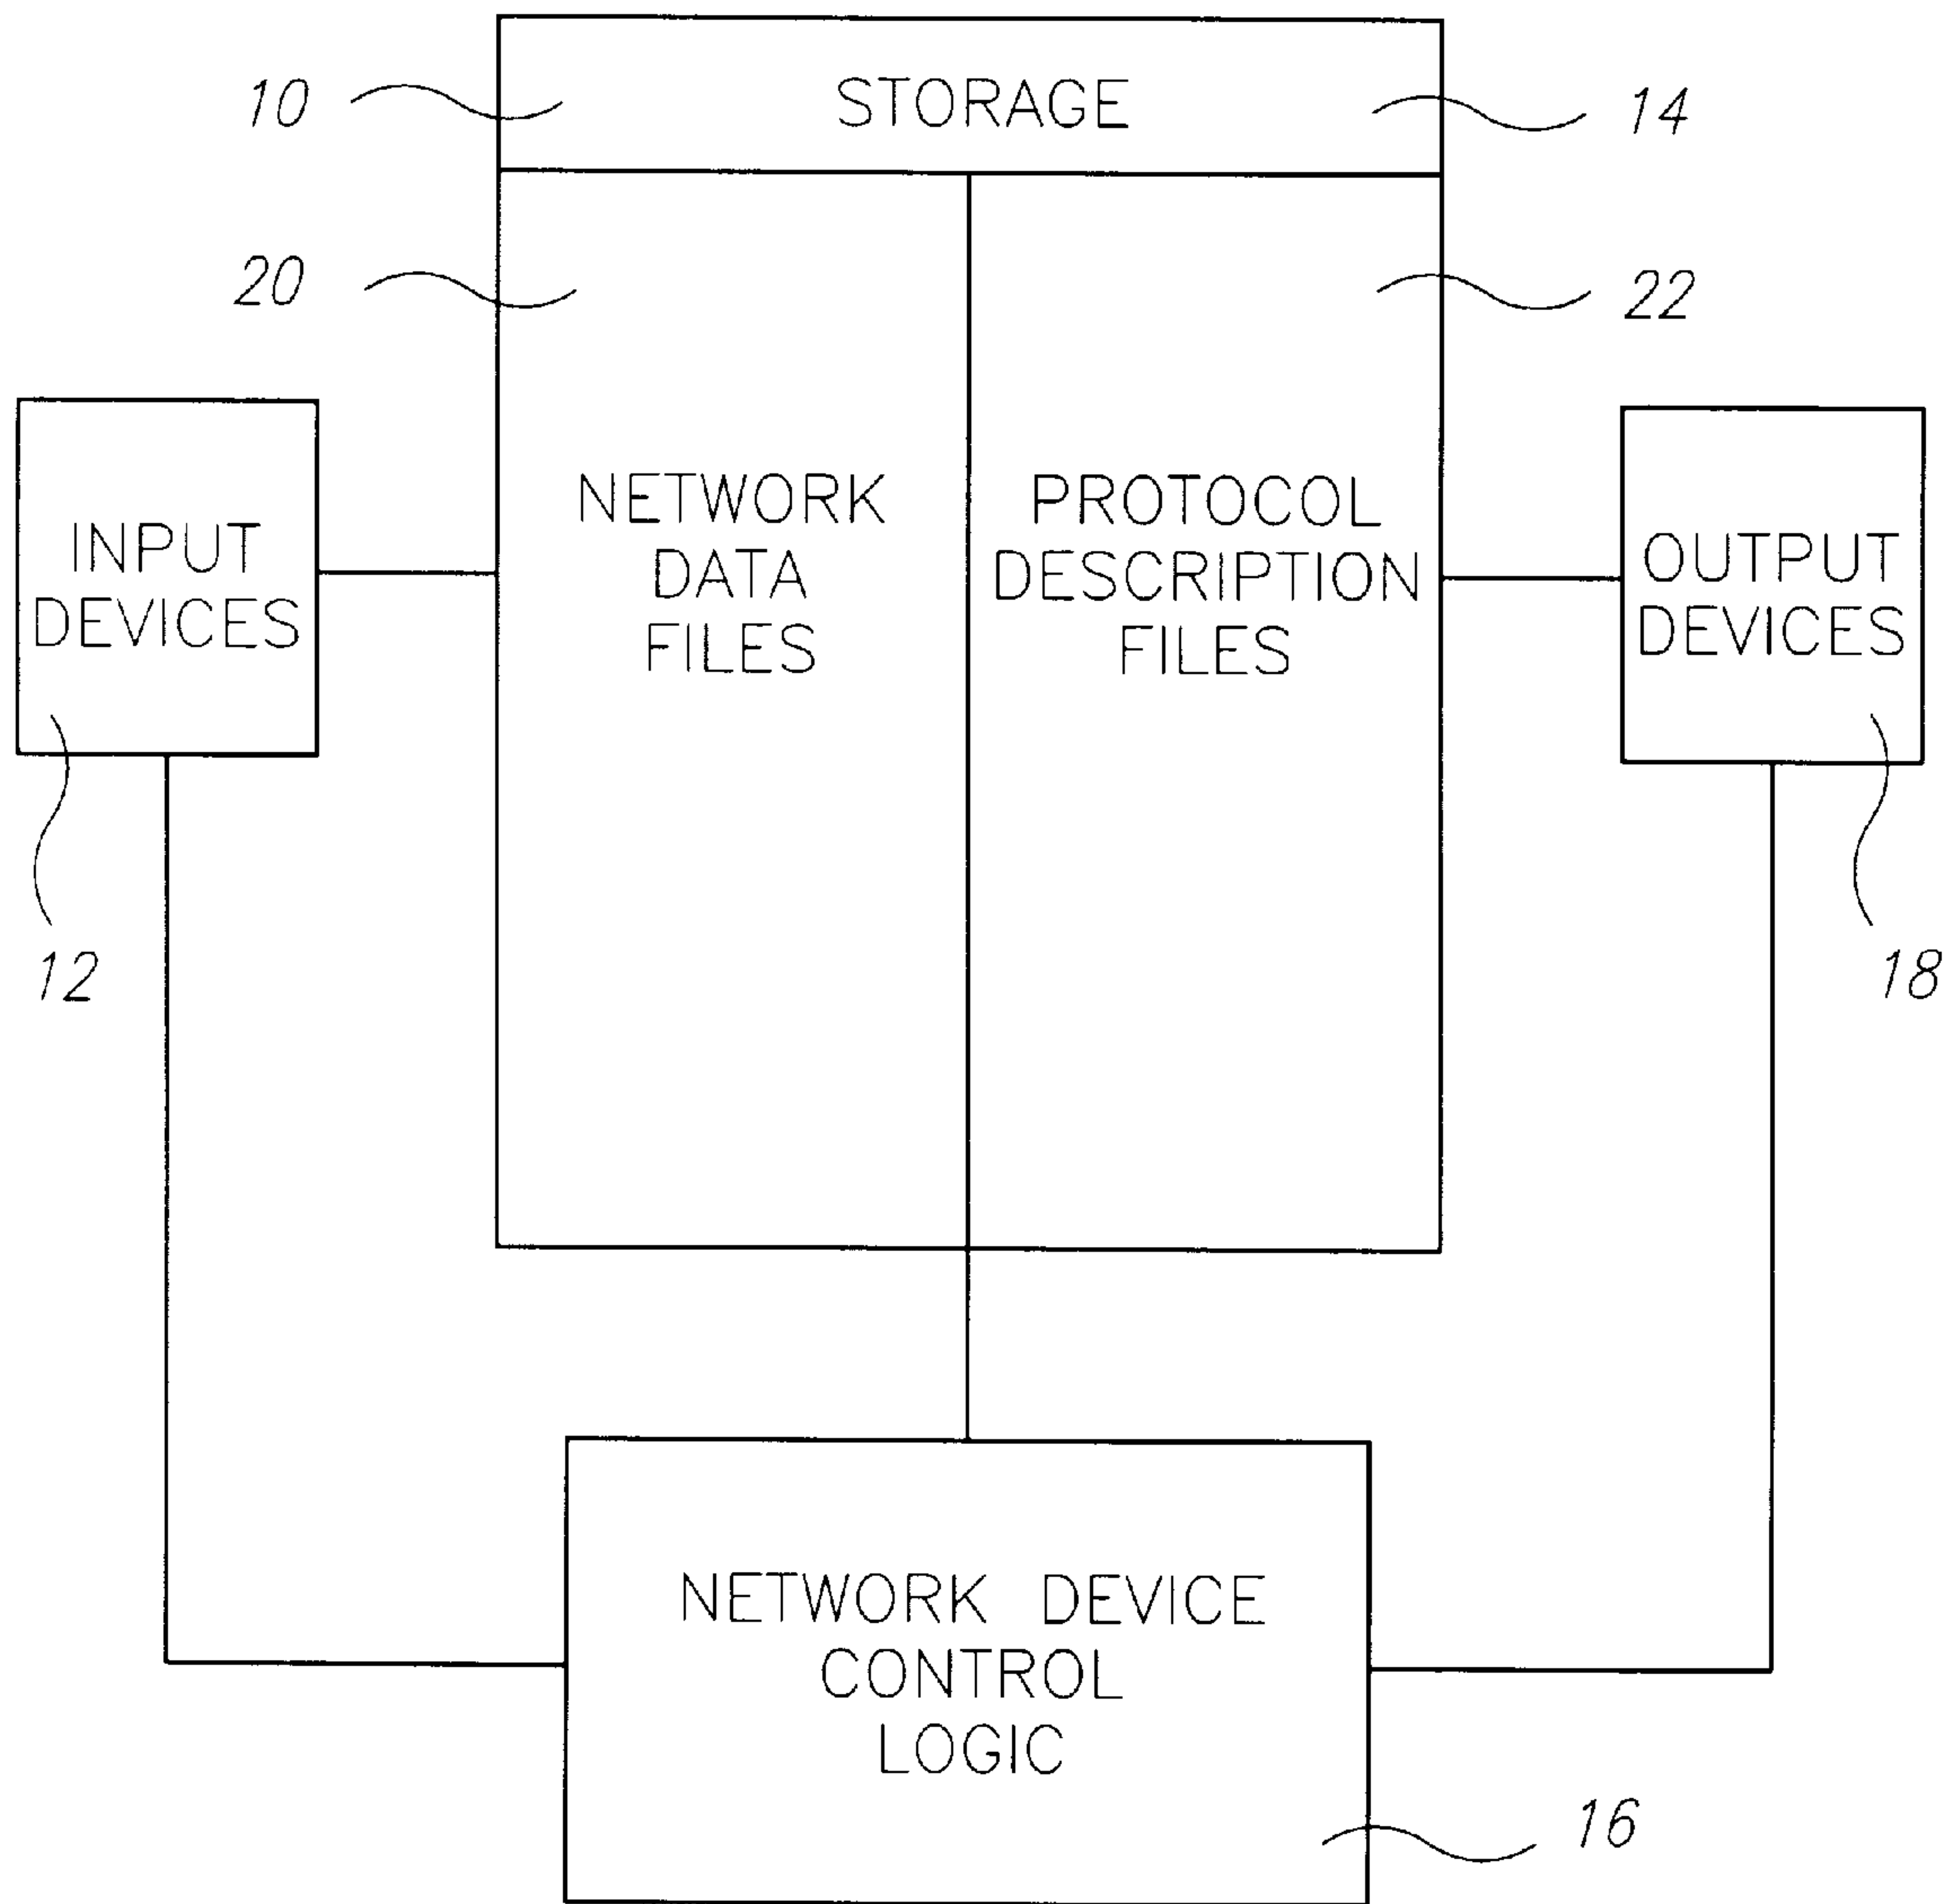 10
STORAGE
14
20
22
NETWORK
DATA
FILES
PROTOCOL
DESCRIPTION
FILES
INPUT
DEVICES
OUTPUT
DEVICES
12
18
NETWORK DEVICE
CONTROL
LOGIC
16